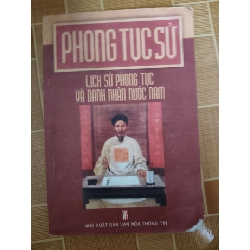 PHONG TỤC SỬ
LỊCH SỬ PHONG TỤC
VÀ DANH NHÂN NƯỚC NAM
NHÀ XUẤT BẢN VĂN HÓA THÔNG TIN